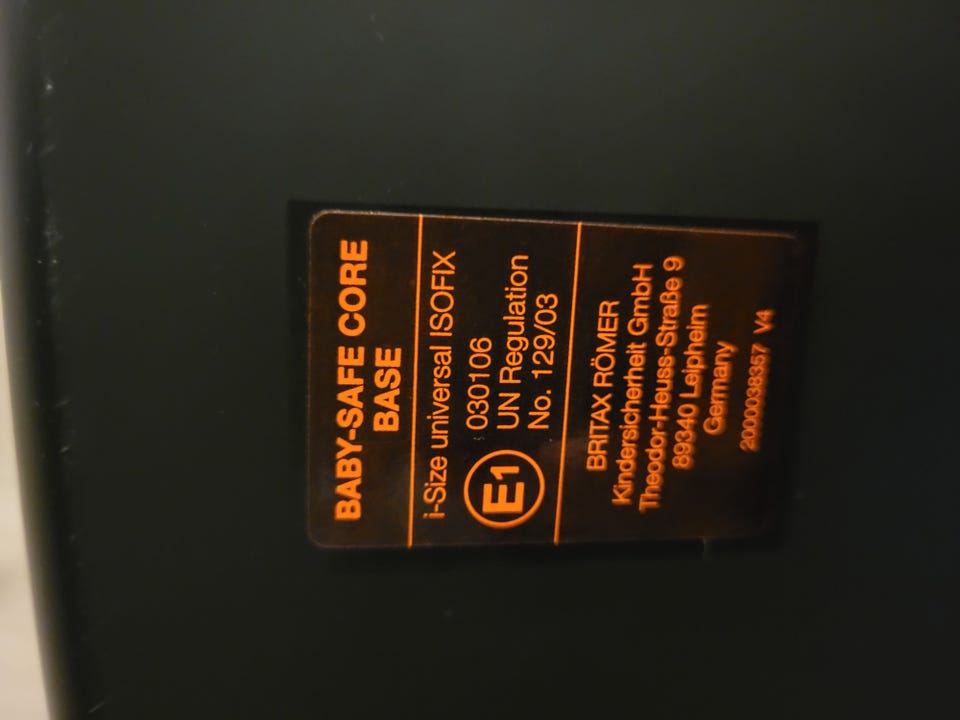 BABY-SAFE CORE
BASE
i-Size universal ISOFIX
E1
030106
UN Regulation
No. 129/03
BRITAX RÖMER
Kindersicherheit GmbH
Theodor-Heuss-Straße 9
89340 Leipheim
Germany
2000038357 V4